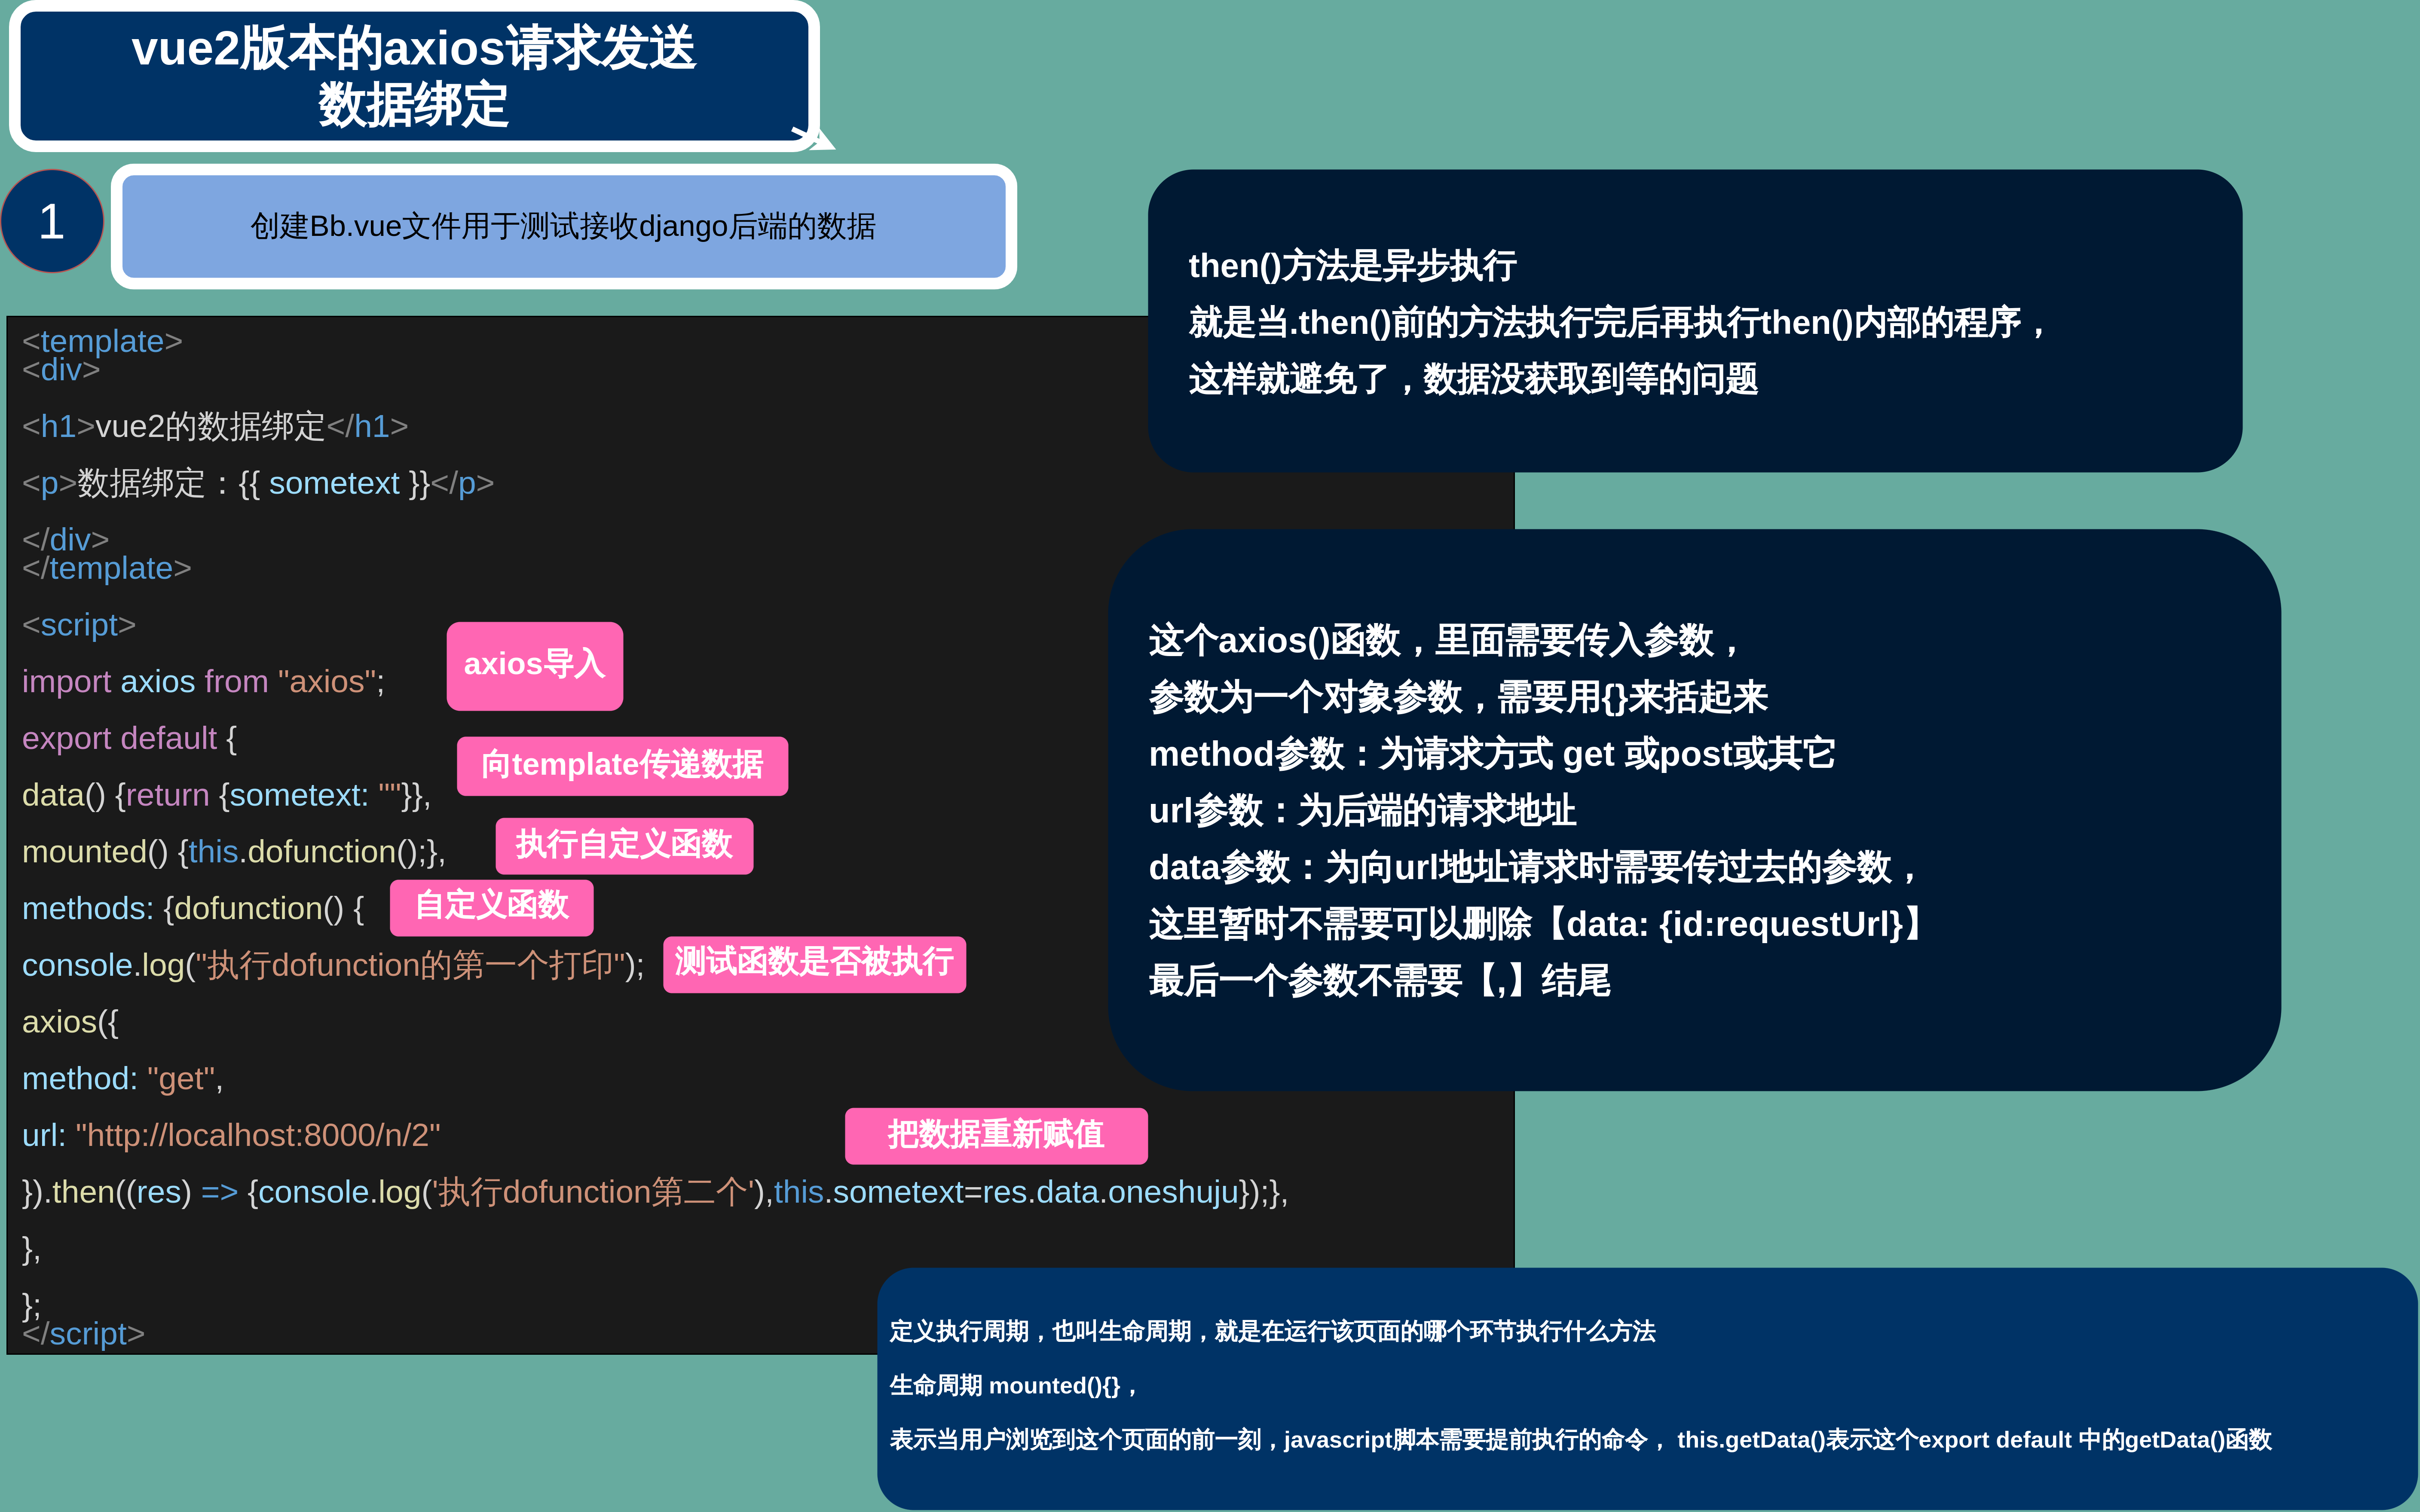 vue2版本的axios请求发送
数据绑定
1
创建Bb.vue文件用于测试接收django后端的数据
then()方法是异步执行
就是当.then()前的方法执行完后再执行then()内部的程序，
这样就避免了，数据没获取到等的问题
<template>
<div>
<h1>vue2的数据绑定</h1>
<p>数据绑定：{{ sometext }}</p>
</div>
</template>
<script>
import axios from "axios";
axios导入
export default {
向template传递数据
data() {return {sometext: ""}},
执行自定义函数
mounted() {this.dofunction();},
自定义函数
methods: {dofunction() {
console.log("执行dofunction的第一个打印");
测试函数是否被执行
axios({
method: "get",
url: "http://localhost:8000/n/2"
把数据重新赋值
}).then((res) => {console.log('执行dofunction第二个'),this.sometext=res.data.oneshuju});},
},
};
</script>
这个axios()函数，里面需要传入参数，
参数为一个对象参数，需要用{}来括起来
method参数：为请求方式 get 或post或其它
url参数：为后端的请求地址
data参数：为向url地址请求时需要传过去的参数，
这里暂时不需要可以删除【data: {id:requestUrl}】
最后一个参数不需要【,】结尾
定义执行周期，也叫生命周期，就是在运行该页面的哪个环节执行什么方法
生命周期 mounted(){}，
表示当用户浏览到这个页面的前一刻，javascript脚本需要提前执行的命令， this.getData()表示这个export default 中的getData()函数